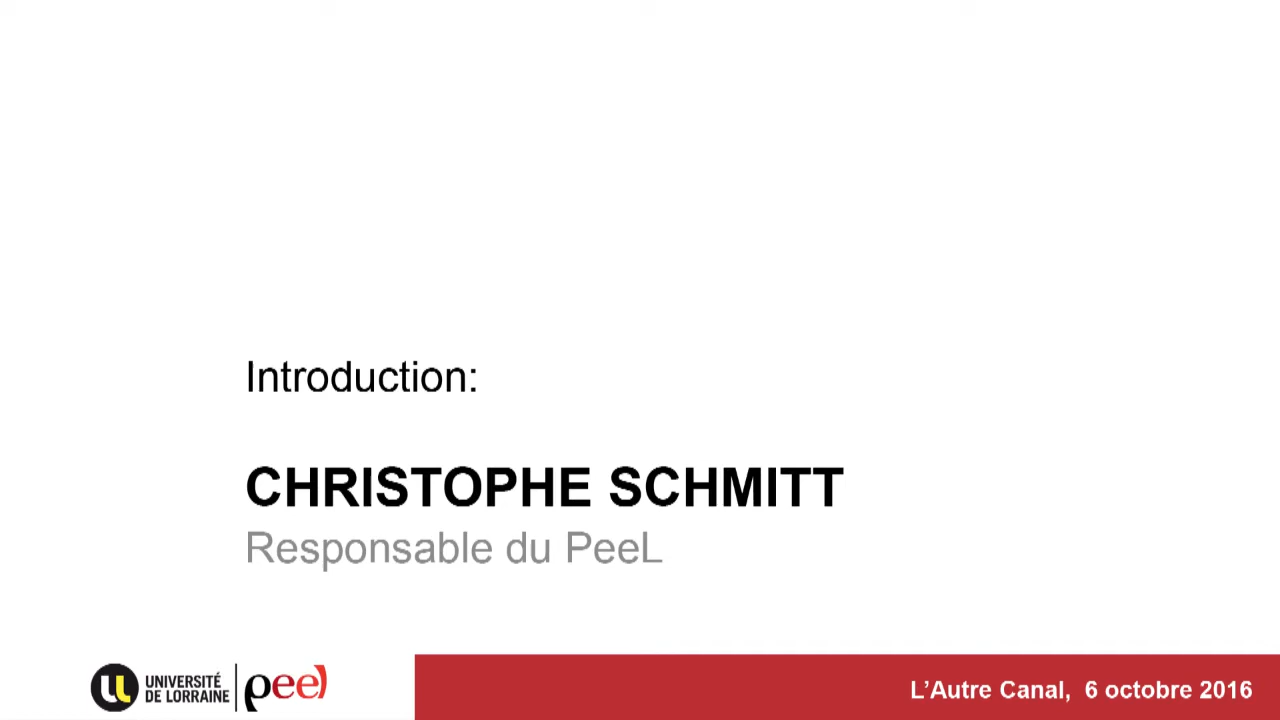 Introduction:
CHRISTOPHE SCHMITT
Responsable du PeeL
UNIVERSITÉ
DE LORRAINE
peel
L'Autre Canal, 6 octobre 2016